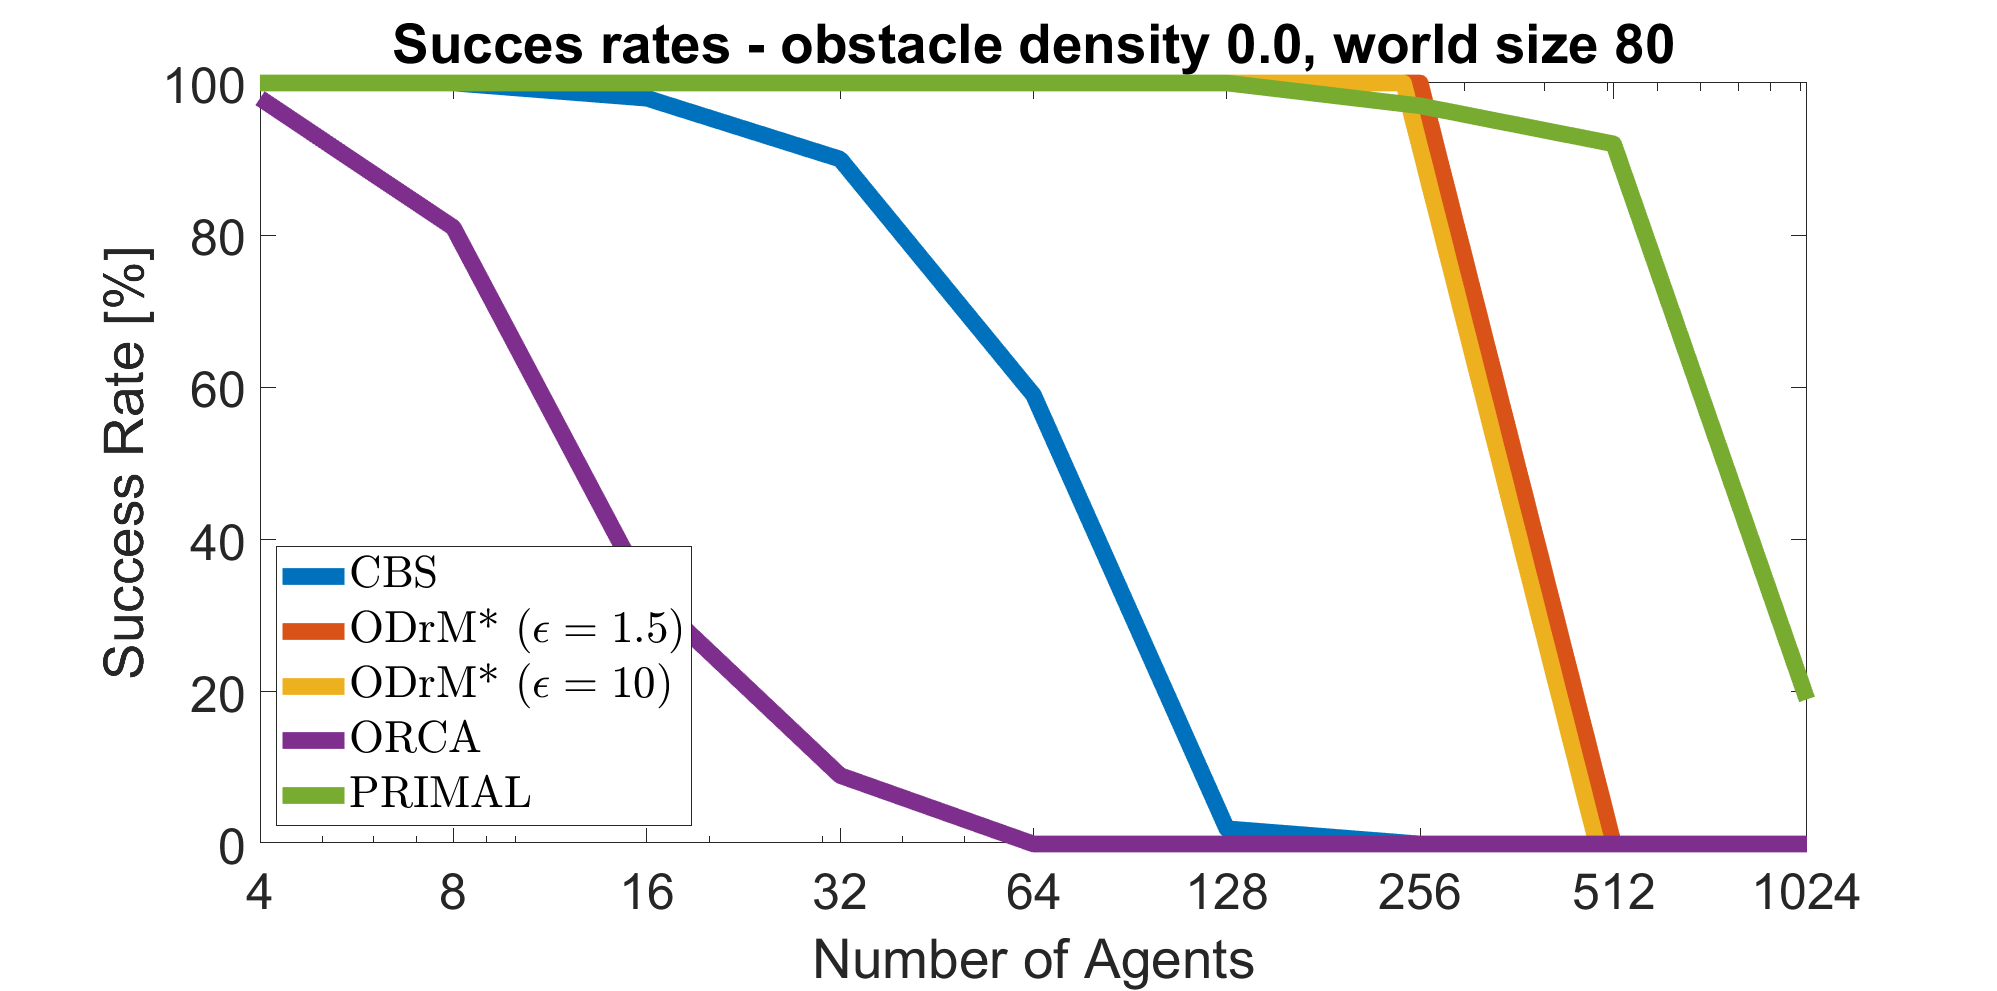 Succes rates - obstacle density 0.0, world size 80
100
80
60
40
20
0
Success Rate [%]
CBS
ODrM* (ϵ = 1.5)
ODrM* (ϵ = 10)
ORCA
PRIMAL
4 8 16 32 64 128 256 512 1024
Number of Agents